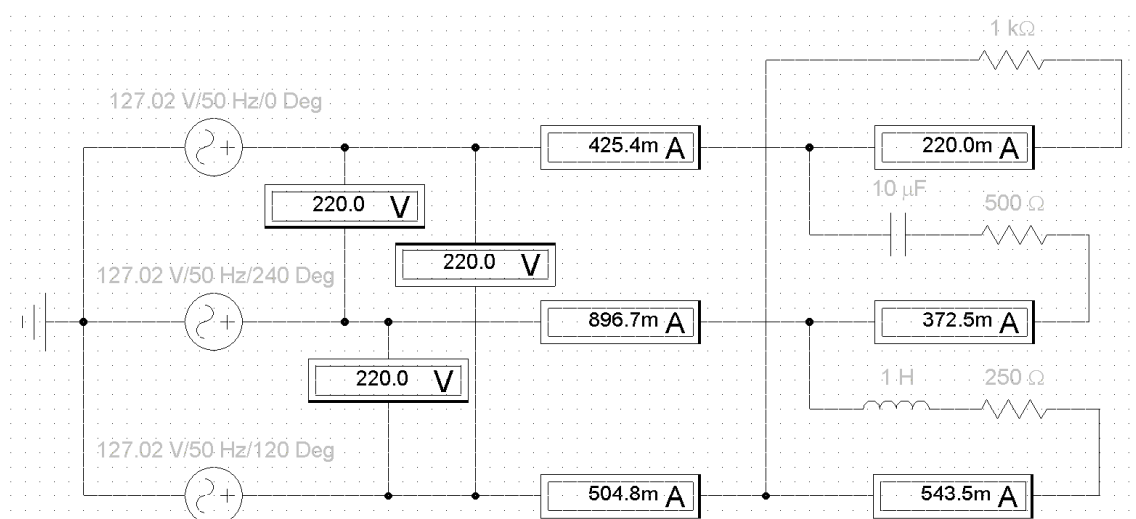 1 kΩ
127.02 V/50 Hz/0 Deg
425.4m A
220.0m A
220.0 V
10 μF
500 Ω
220.0 V
127.02 V/50 Hz/240 Deg
896.7m A
372.5m A
220.0 V
1 H
250 Ω
127.02 V/50 Hz/120 Deg
504.8m A
543.5m A